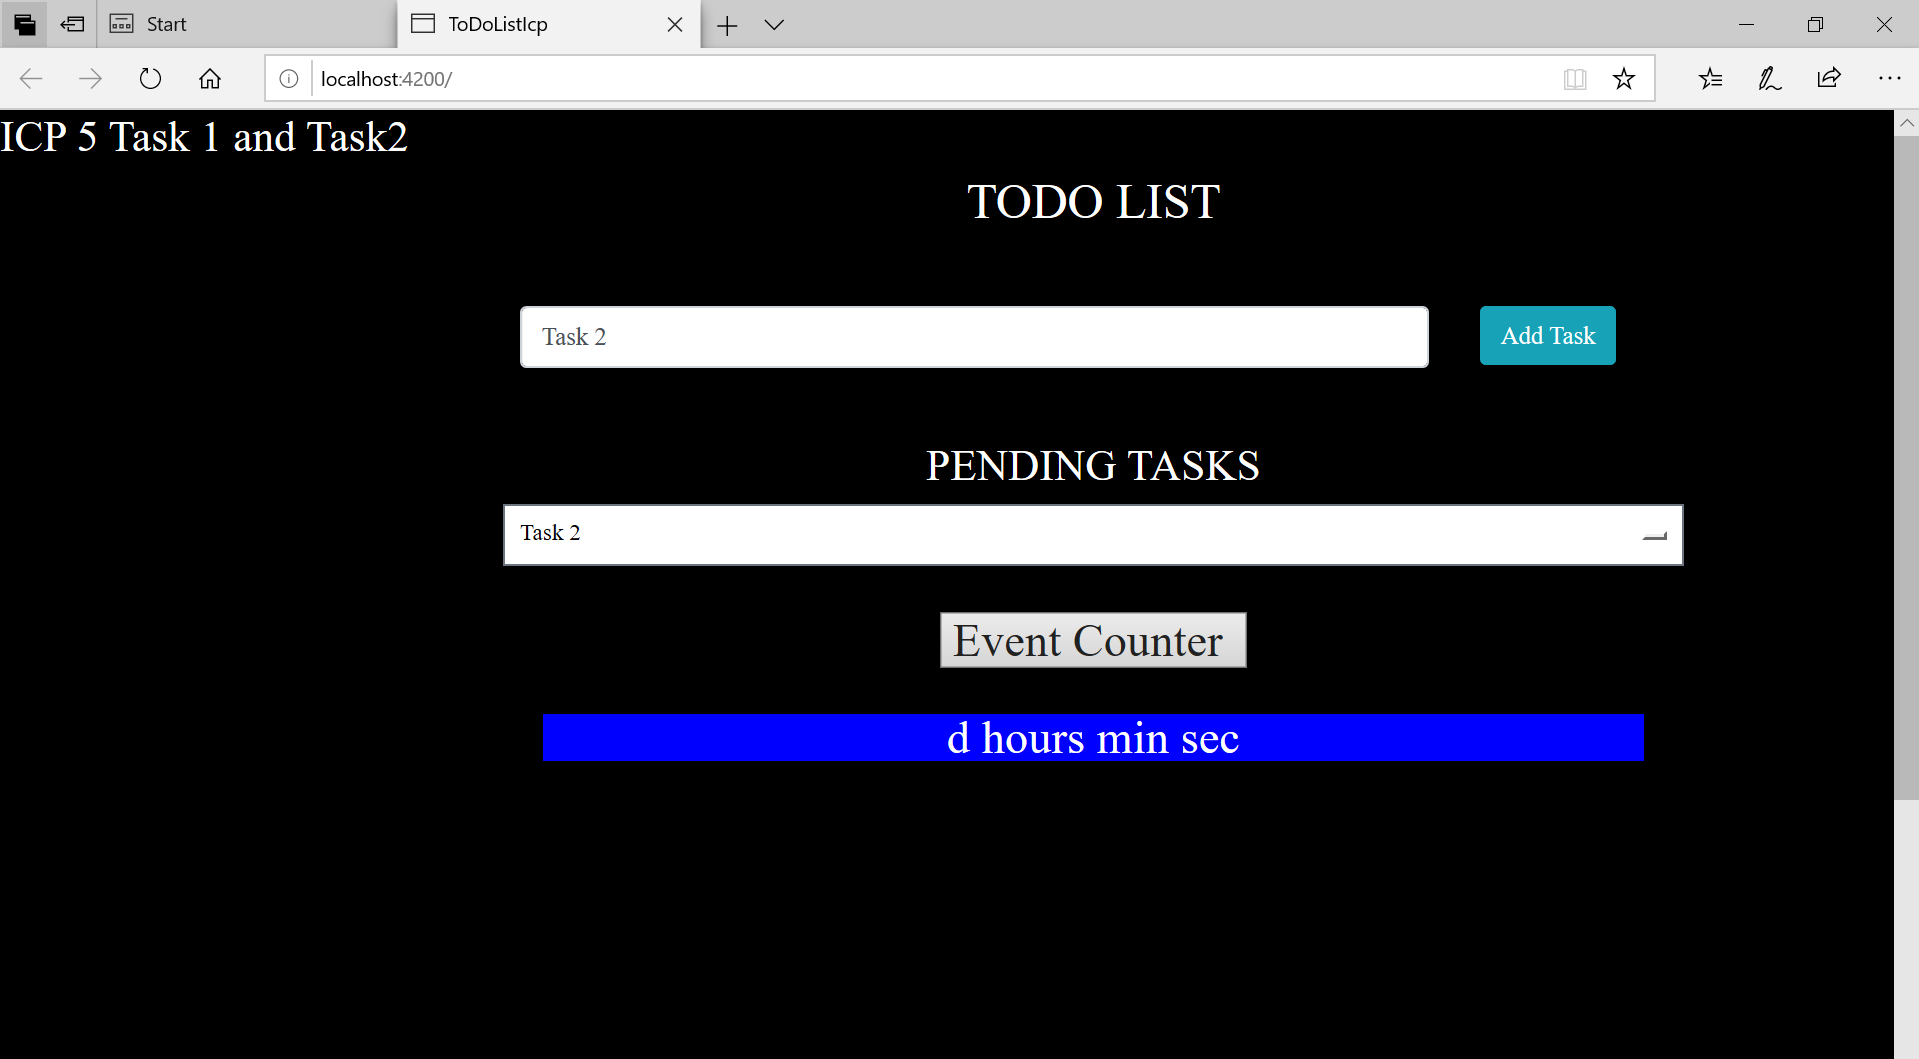 Start
ToDoListIcp
localhost:4200/
ICP 5 Task 1 and Task2
TODO LIST
Task 2
Add Task
PENDING TASKS
Task 2
Event Counter
d hours min sec